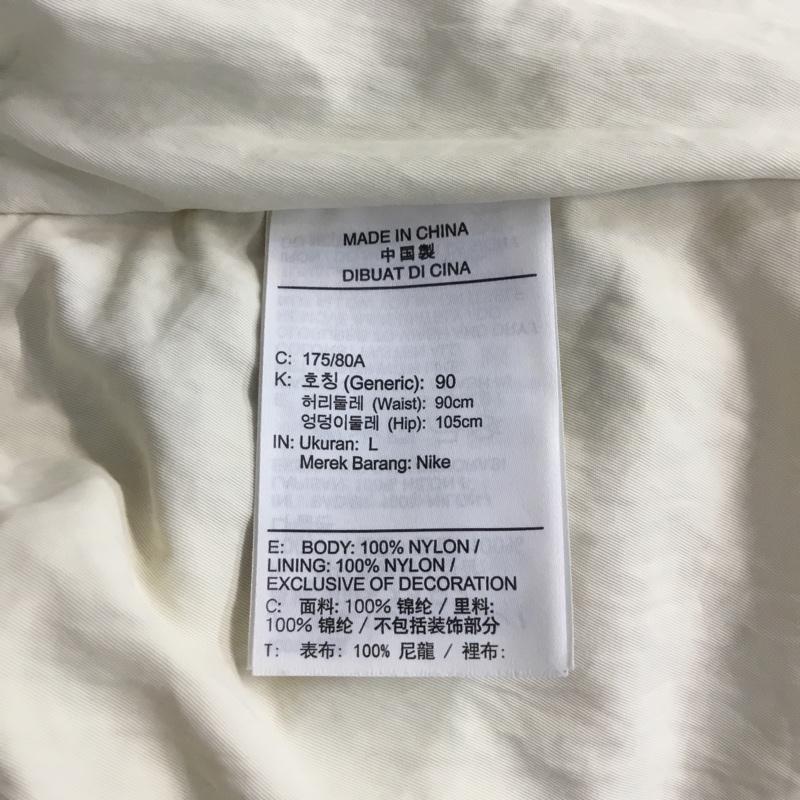 MADE IN CHINA
中国製
DIBUAT DI CINA
C: 175/80A
K: 호칭 (Generic): 90
허리둘레 (Waist): 90cm
엉덩이둘레 (Hip): 105cm
IN: Ukuran: L
Merek Barang: Nike
E: BODY: 100% NYLON /
LINING: 100% NYLON /
EXCLUSIVE OF DECORATION
C: 面料: 100% 锦纶 / 里料:
100% 锦纶 / 不包括装饰部分
T: 表布: 100% 尼龍 / 裡布: